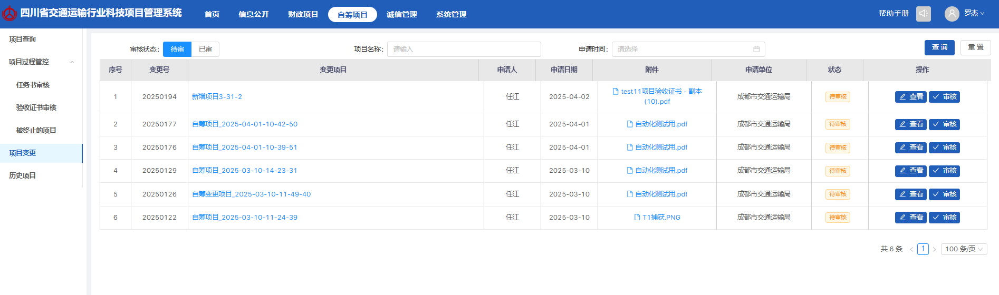 四川省交通运输行业科技项目管理系统 首页 信息公开 财政项目 自筹项目 诚信管理 系统管理 帮助手册 罗杰
项目查询
项目过程管控
任务书审核
验收证书审核
被终止的项目
项目变更
历史项目
审核状态: 待审 已审 项目名称: 请输入 申请时间: 请选择 查 询 重 置
序号 变更号 变更项目 申请人 申请日期 附件 申请单位 状态 操作
1 20250194 新增项目3-31-2 任江 2025-04-02 test11项目验收证书 - 副本 (10).pdf 成都市交通运输局 待审核 查看 审核
2 20250177 自筹项目_2025-04-01-10-42-50 任江 2025-04-01 自动化测试用.pdf 成都市交通运输局 待审核 查看 审核
3 20250176 自筹项目_2025-04-01-10-39-51 任江 2025-04-01 自动化测试用.pdf 成都市交通运输局 待审核 查看 审核
4 20250129 自筹项目_2025-03-10-14-23-31 任江 2025-03-10 自动化测试用.pdf 成都市交通运输局 待审核 查看 审核
5 20250126 自筹变更项目_2025-03-10-11-49-40 任江 2025-03-10 自动化测试用.pdf 成都市交通运输局 待审核 查看 审核
6 20250122 自筹项目_2025-03-10-11-24-39 任江 2025-03-10 T1捕获.PNG 成都市交通运输局 待审核 查看 审核
共 6 条 < 1 > 100 条/页